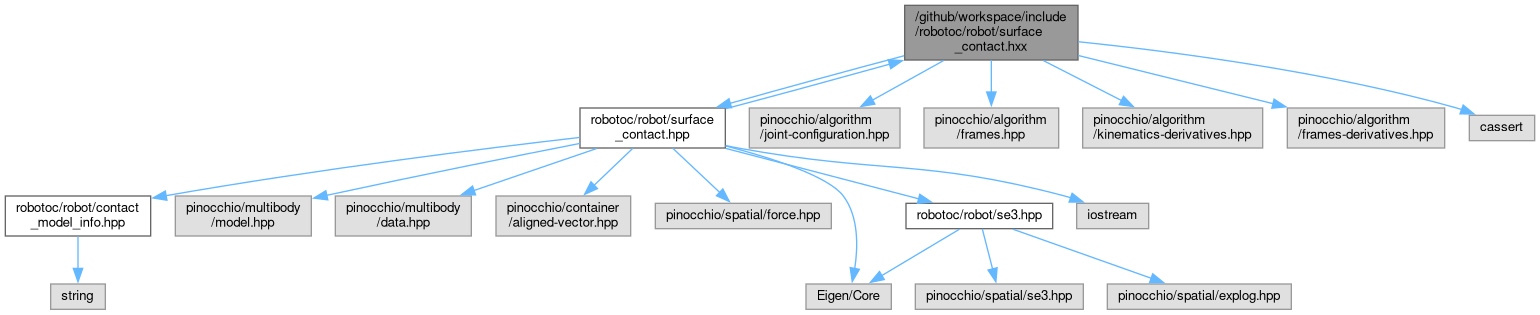 /github/workspace/include
/robotoc/robot/surface
_contact.hxx
robotoc/robot/surface
_contact.hpp
pinocchio/algorithm
/joint-configuration.hpp
pinocchio/algorithm
/frames.hpp
pinocchio/algorithm
/kinematics-derivatives.hpp
pinocchio/algorithm
/frames-derivatives.hpp
cassert
robotoc/robot/contact
_model_info.hpp
pinocchio/multibody
/model.hpp
pinocchio/multibody
/data.hpp
pinocchio/container
/aligned-vector.hpp
pinocchio/spatial/force.hpp
robotoc/robot/se3.hpp
iostream
string
Eigen/Core
pinocchio/spatial/se3.hpp
pinocchio/spatial/explog.hpp